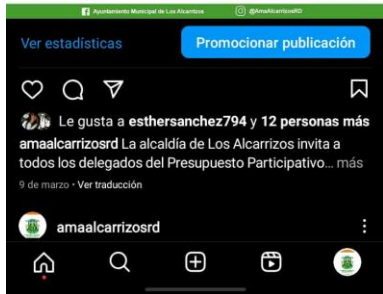 Ayuntamiento Municipal de Los Alcarrizos @AmaAlcarrizosRD
Ver estadísticas Promocionar publicación
Le gusta a esthersanchez794 y 12 personas más
amaalcarrizosrd La alcaldía de Los Alcarrizos invita a
todos los delegados del Presupuesto Participativo... más
9 de marzo · Ver traducción
amaalcarrizosrd